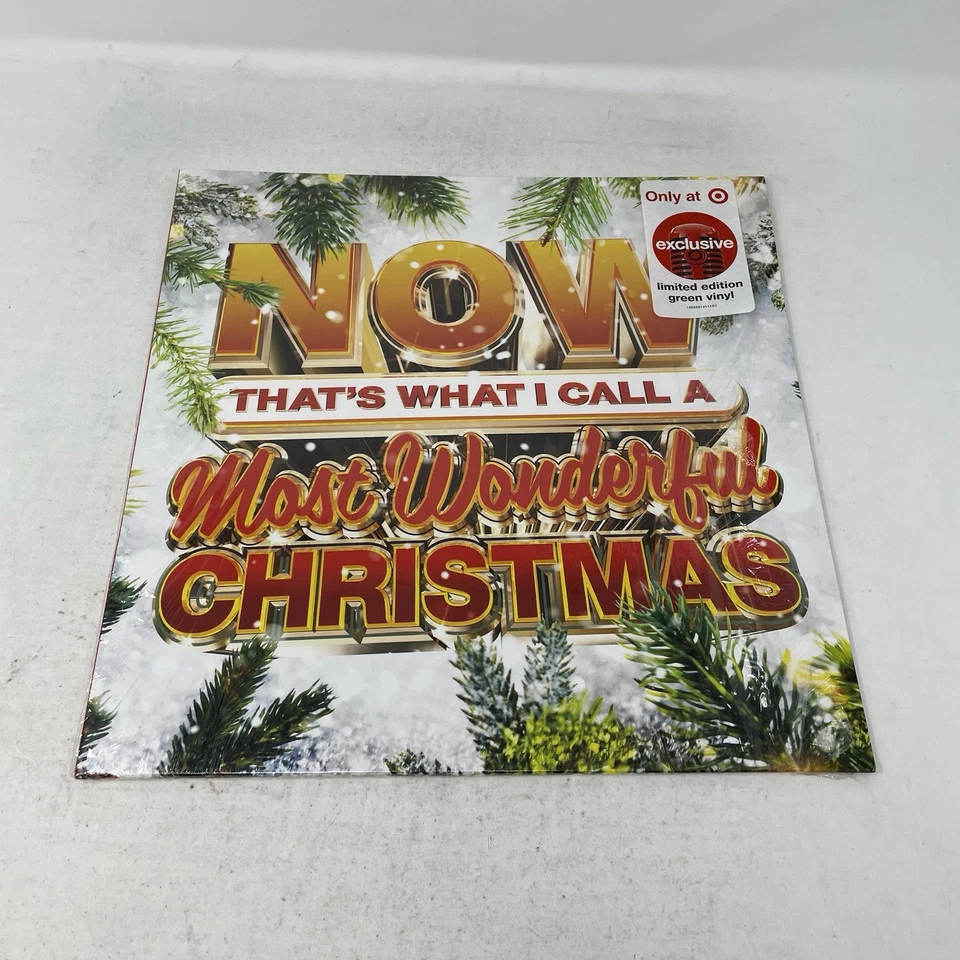 Only at
exclusive
limited edition
green vinyl
NOW
THAT'S WHAT I CALL A
Most Wonderful
CHRISTMAS